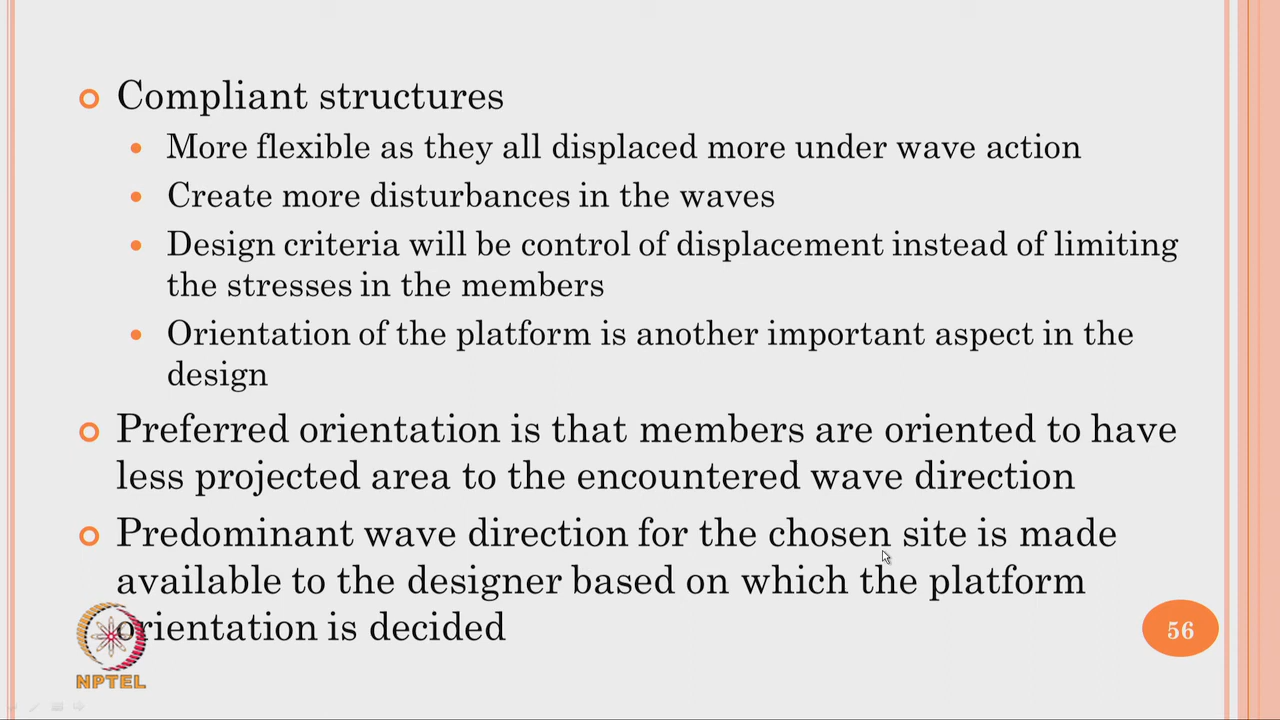 Compliant structures
More flexible as they all displaced more under wave action
Create more disturbances in the waves
Design criteria will be control of displacement instead of limiting
the stresses in the members
Orientation of the platform is another important aspect in the
design
Preferred orientation is that members are oriented to have
less projected area to the encountered wave direction
Predominant wave direction for the chosen site is made
available to the designer based on which the platform
orientation is decided
56
NPTEL